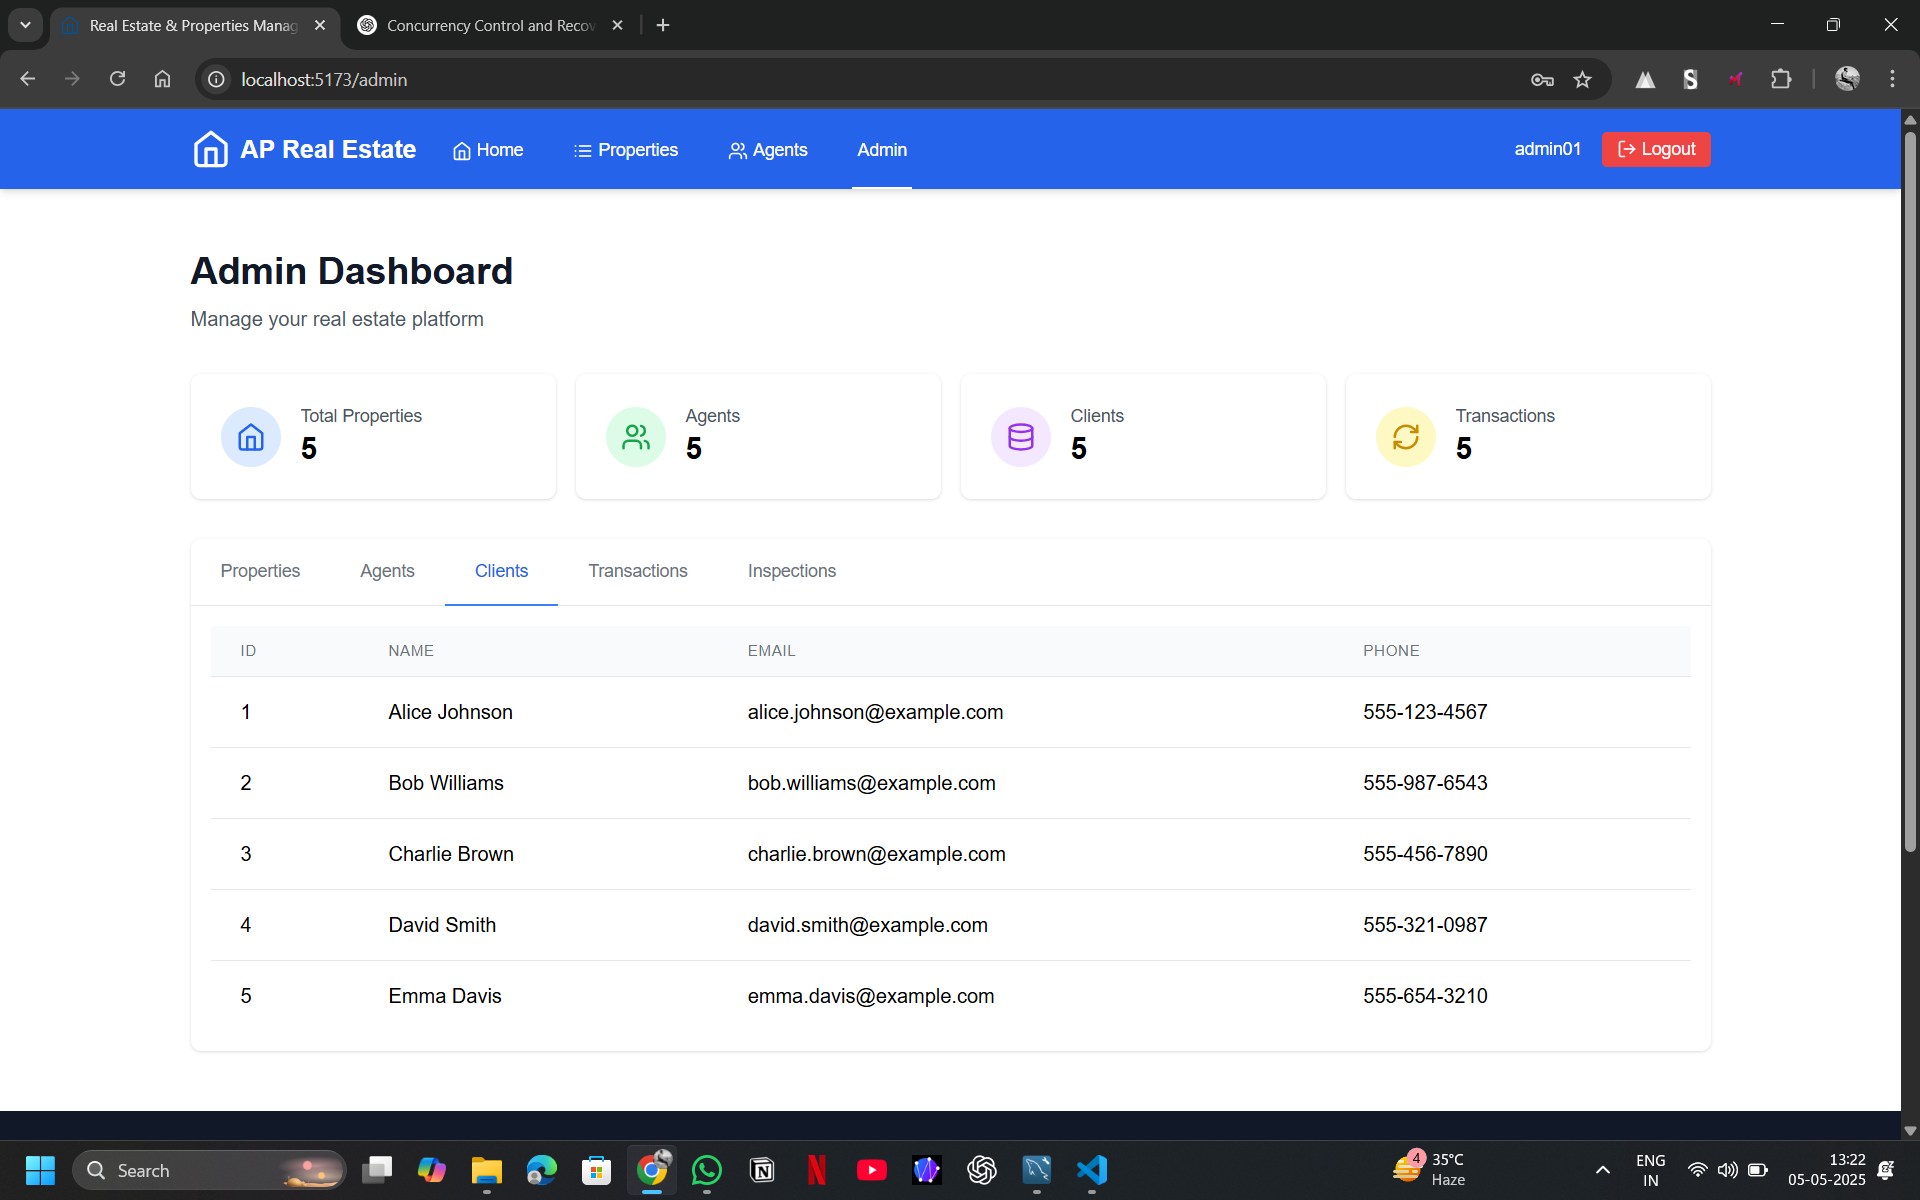 Real Estate & Properties Manag
Concurrency Control and Recov
localhost:5173/admin
AP Real Estate
Home
Properties
Agents
Admin
admin01
Logout
Admin Dashboard
Manage your real estate platform
Total Properties
5
Agents
5
Clients
5
Transactions
5
Properties
Agents
Clients
Transactions
Inspections
ID NAME EMAIL PHONE
1 Alice Johnson alice.johnson@example.com 555-123-4567
2 Bob Williams bob.williams@example.com 555-987-6543
3 Charlie Brown charlie.brown@example.com 555-456-7890
4 David Smith david.smith@example.com 555-321-0987
5 Emma Davis emma.davis@example.com 555-654-3210
Search
4
35°C
Haze
ENG
IN
13:22
05-05-2025